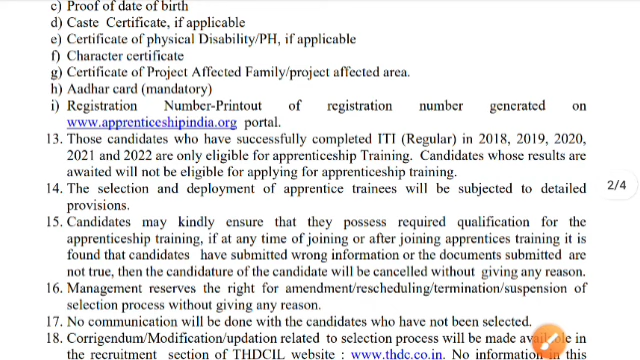 c) Proof of date of birth
d) Caste Certificate, if applicable
e) Certificate of physical Disability/PH, if applicable
f) Character certificate
g) Certificate of Project Affected Family/project affected area.
h) Aadhar card (mandatory)
i) Registration Number-Printout of registration number generated on
www.apprenticeshipindia.org portal.
13. Those candidates who have successfully completed ITI (Regular) in 2018, 2019, 2020,
2021 and 2022 are only eligible for apprenticeship Training. Candidates whose results are
awaited will not be eligible for applying for apprenticeship training.
14. The selection and deployment of apprentice trainees will be subjected to detailed
provisions.
2/4
15. Candidates may kindly ensure that they possess required qualification for the
apprenticeship training, if at any time of joining or after joining apprentices training it is
found that candidates have submitted wrong information or the documents submitted are
not true, then the candidature of the candidate will be cancelled without giving any reason.
16. Management reserves the right for amendment/rescheduling/termination/suspension of
selection process without giving any reason.
17. No communication will be done with the candidates who have not been selected.
18. Corrigendum/Modification/updation related to selection process will be made available in
the recruitment section of THDCIL website : www.thdc.co.in. No information in this